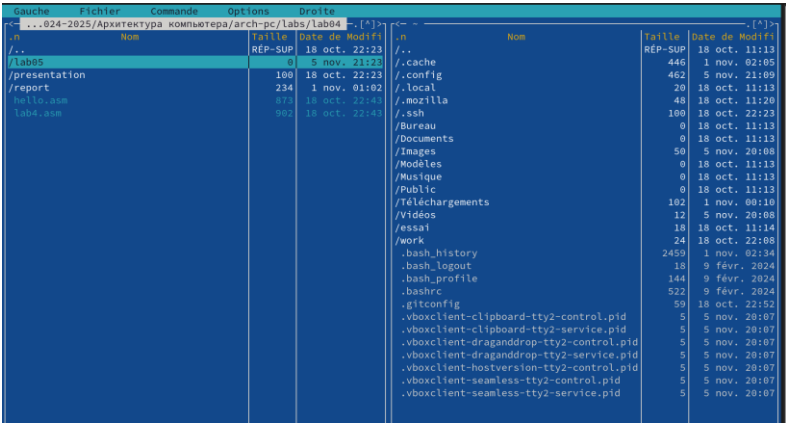 Gauche Fichier Commande Options Droite
<─ ...024-2025/Архитектура компьютера/arch-pc/labs/lab04 ─.[^]>
.n Nom Taille Date de Modifi
/.. RÉP-SUP 18 oct. 22:23
/lab05 0 5 nov. 21:23
/presentation 100 18 oct. 22:23
/report 234 1 nov. 01:02
hello.asm 873 18 oct. 22:43
lab4.asm 902 18 oct. 22:43
<─ ~ ─.[^]>
.n Nom Taille Date de Modifi
/.. RÉP-SUP 18 oct. 11:13
/.cache 446 1 nov. 02:05
/.config 462 5 nov. 21:09
/.local 20 18 oct. 11:13
/.mozilla 48 18 oct. 11:20
/.ssh 100 18 oct. 22:23
/Bureau 0 18 oct. 11:13
/Documents 0 18 oct. 11:13
/Images 50 5 nov. 20:08
/Modèles 0 18 oct. 11:13
/Musique 0 18 oct. 11:13
/Public 0 18 oct. 11:13
/Téléchargements 102 1 nov. 00:10
/Vidéos 12 5 nov. 20:08
/essai 18 18 oct. 11:14
/work 24 18 oct. 22:08
.bash_history 2459 1 nov. 02:34
.bash_logout 18 9 févr. 2024
.bash_profile 144 9 févr. 2024
.bashrc 522 9 févr. 2024
.gitconfig 59 18 oct. 22:52
.vboxclient-clipboard-tty2-control.pid 5 5 nov. 20:07
.vboxclient-clipboard-tty2-service.pid 5 5 nov. 20:07
.vboxclient-draganddrop-tty2-control.pid 5 5 nov. 20:07
.vboxclient-draganddrop-tty2-service.pid 5 5 nov. 20:07
.vboxclient-hostversion-tty2-control.pid 5 5 nov. 20:07
.vboxclient-seamless-tty2-control.pid 5 5 nov. 20:07
.vboxclient-seamless-tty2-service.pid 5 5 nov. 20:07